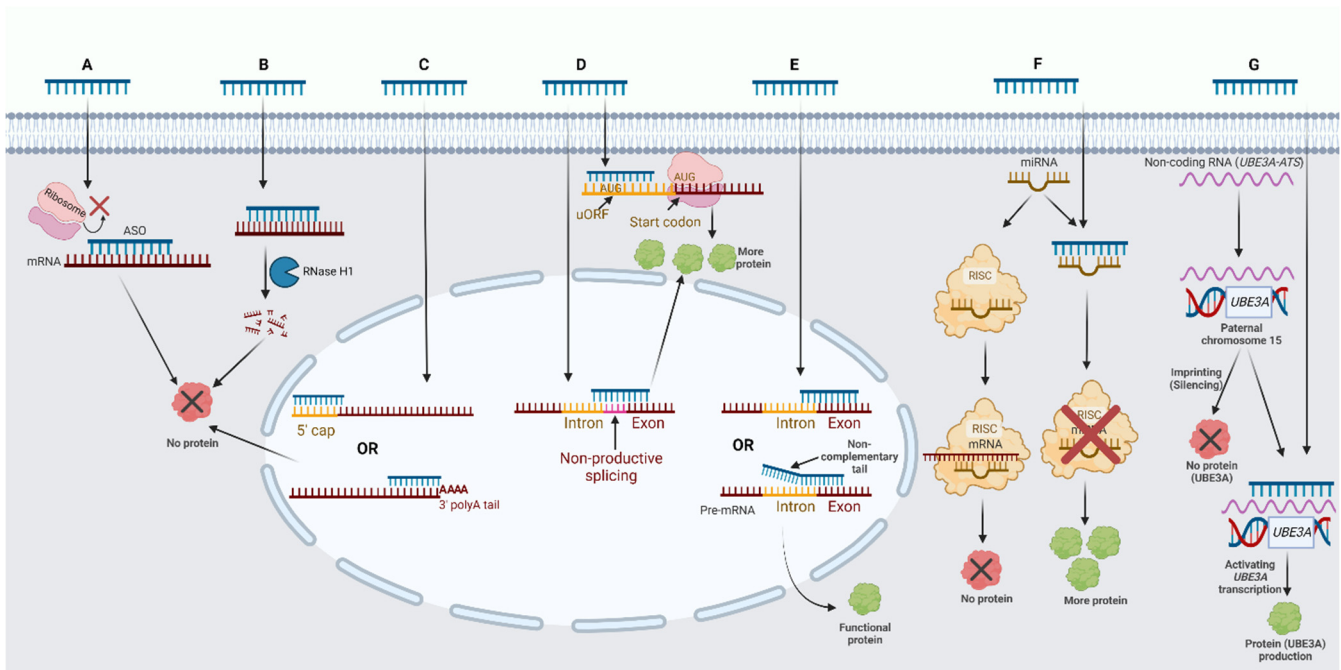 A
B
C
D
E
F
G
Ribosome
ASO
mRNA
RNase H1
No protein
5' cap
OR
AAAA
3' polyA tail
AUG
AUG
uORF
Start codon
More
protein
Intron
Exon
Non-productive
splicing
Intron
Exon
OR
Non-
complementary
tail
Pre-mRNA
Intron
Exon
Functional
protein
miRNA
RISC
RISC
mRNA
No protein
RISC
mRNA
More protein
Non-coding RNA (UBE3A-ATS)
UBE3A
Paternal
chromosome 15
Imprinting
(Silencing)
No protein
(UBE3A)
UBE3A
Activating
UBE3A
transcription
Protein (UBE3A)
production